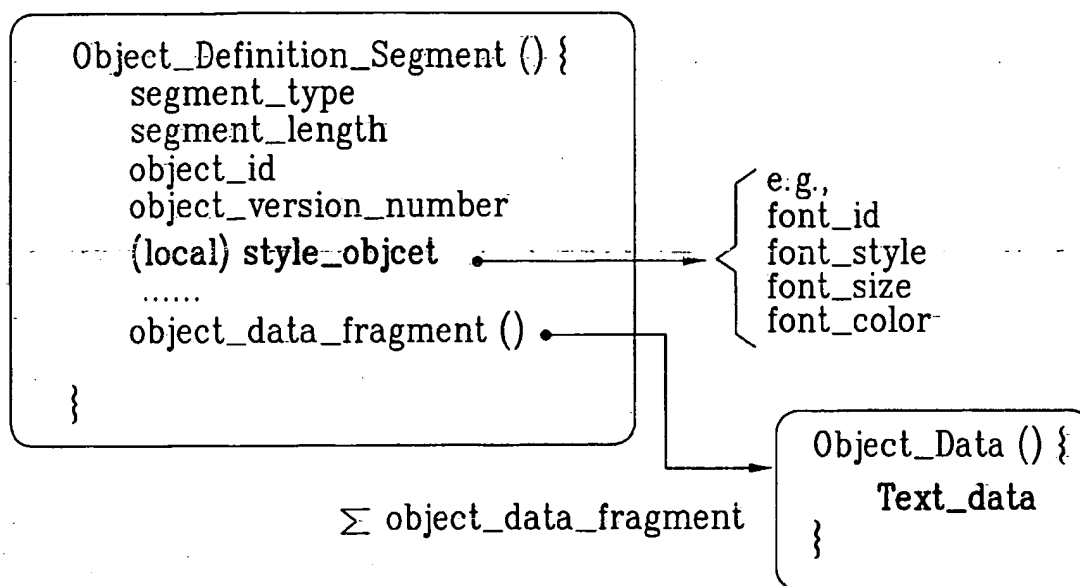 Object_Definition_Segment () {
segment_type
segment_length
object_id
object_version_number
(local) style_objcet
......
object_data_fragment ()
}
e.g.,
font_id
font_style
font_size
font_color
Object_Data () {
Text_data
}
Σ object_data_fragment